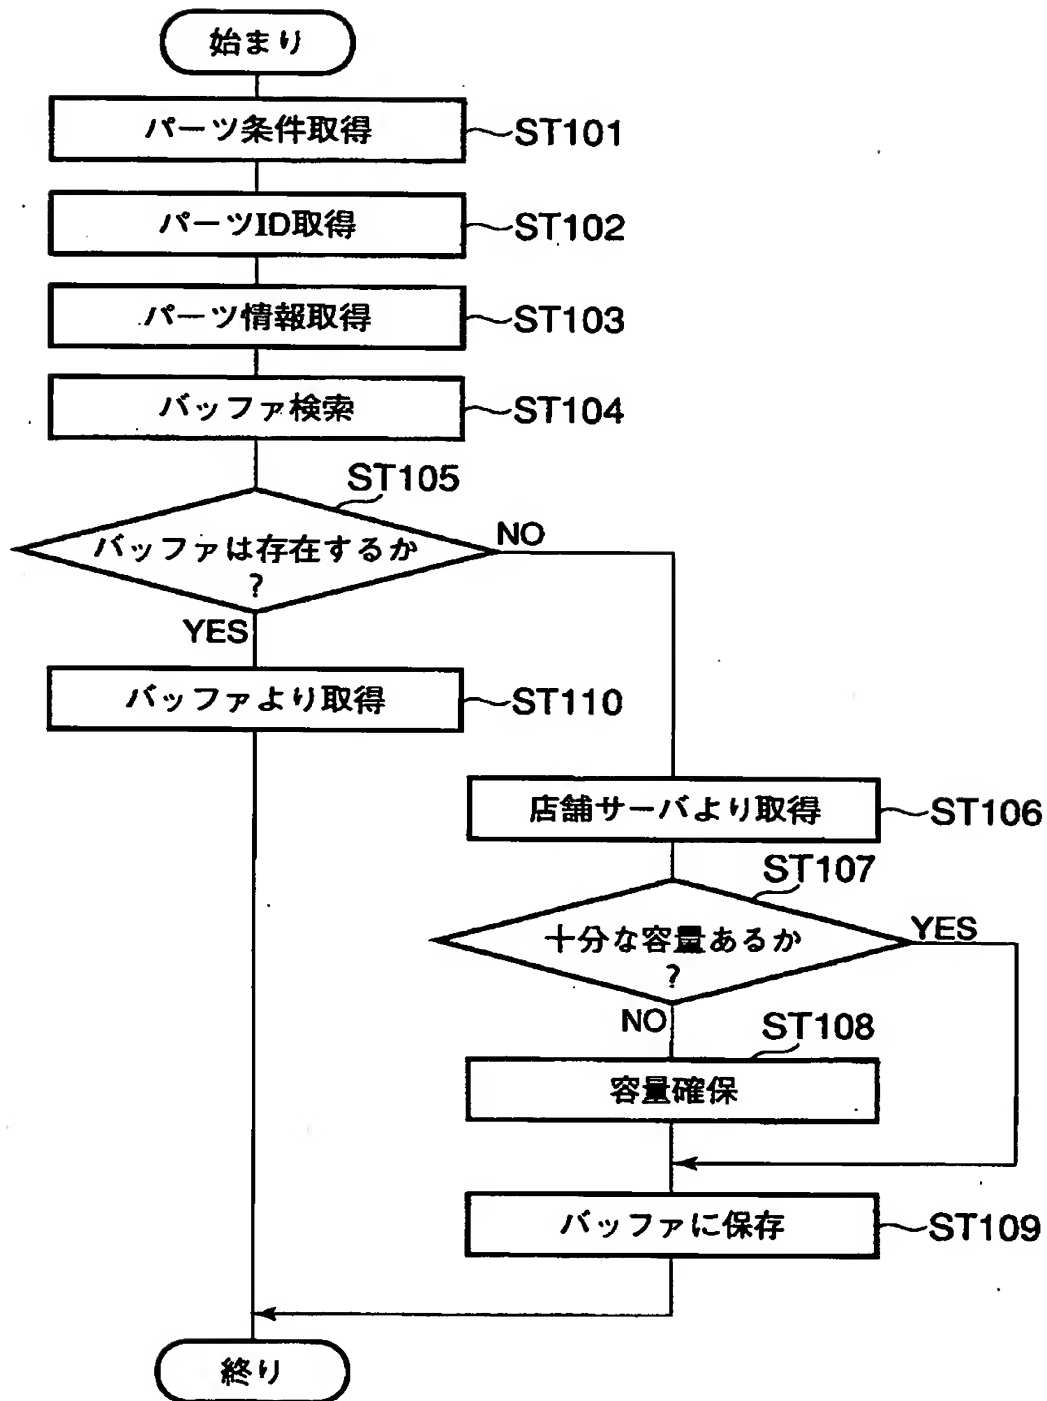 始まり
パーツ条件取得
ST101
パーツID取得
ST102
パーツ情報取得
ST103
バッファ検索
ST104
ST105
バッファは存在するか
?
NO
YES
バッファより取得
ST110
店舗サーバより取得
ST106
ST107
十分な容量あるか
?
YES
NO
ST108
容量確保
バッファに保存
ST109
終り